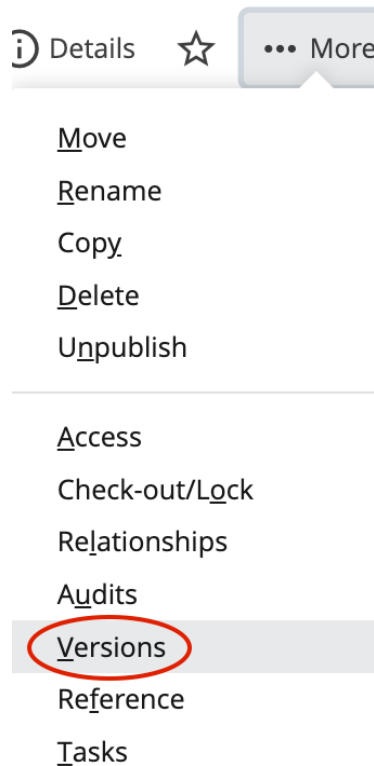 Details ☆ ••• More
Move
Rename
Copy
Delete
Unpublish
Access
Check-out/Lock
Relationships
Audits
Versions
Reference
Tasks